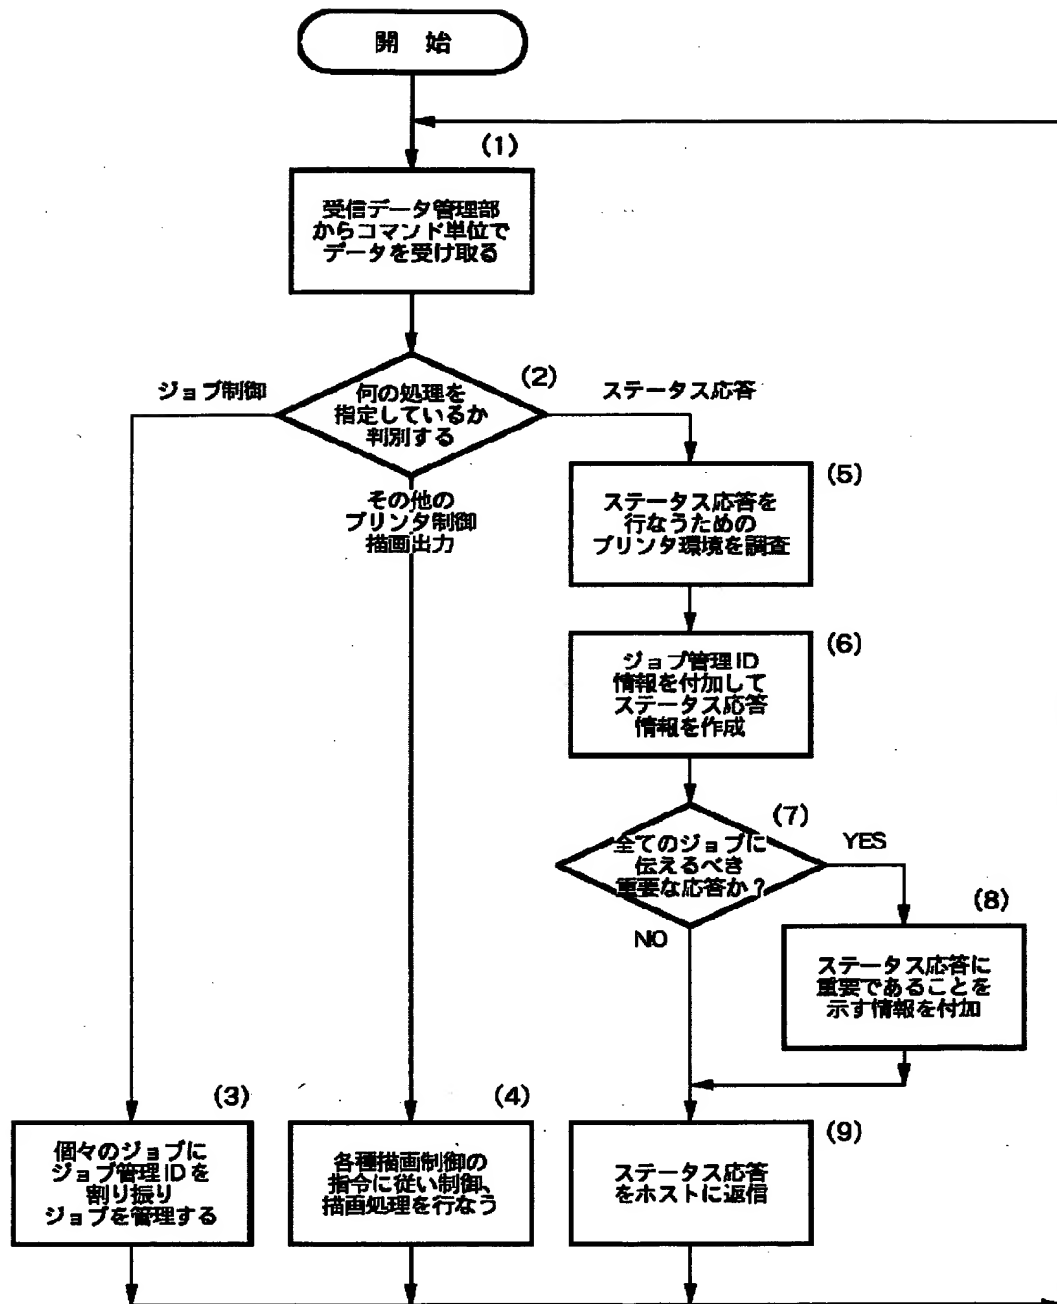 開 始
(1)
受信データ管理部
からコマンド単位で
データを受け取る
(2)
何の処理を
指定しているか
判別する
ジョブ制御
ステータス応答
その他の
プリンタ制御
描画出力
(5)
ステータス応答を
行なうための
プリンタ環境を調査
(6)
ジョブ管理ID
情報を付加して
ステータス応答
情報を作成
(7)
全てのジョブに
伝えるべき
重要な応答か?
YES
NO
(8)
ステータス応答に
重要であることを
示す情報を付加
(3)
個々のジョブに
ジョブ管理IDを
割り振り
ジョブを管理する
(4)
各種描画制御の
指令に従い制御、
描画処理を行なう
(9)
ステータス応答
をホストに返信